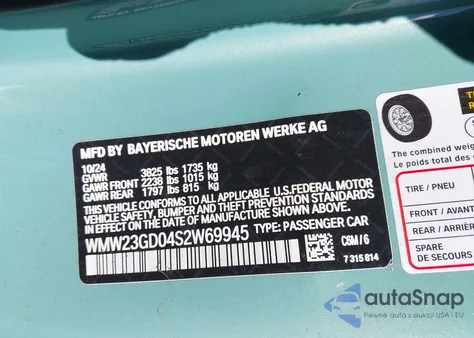 MFD BY BAYERISCHE MOTOREN WERKE AG
10/24
GVWR 3825 lbs 1735 kg
GAWR FRONT 2238 lbs 1015 kg
GAWR REAR 1797 lbs 815 kg
THIS VEHICLE CONFORMS TO ALL APPLICABLE U.S.FEDERAL MOTOR
VEHICLE SAFETY, BUMPER, AND THEFT PREVENTION STANDARDS
IN EFFECT ON THE DATE OF MANUFACTURE SHOWN ABOVE.
WMW23GD04S2W69945 TYPE: PASSENGER CAR
C6M/6
7315814
The combined weig
Le poids total des
TIRE / PNEU
FRONT / AVANT
REAR / ARRIÈRE
SPARE
DE SECOURS
autoSnap
Pewne auta z aukcji USA i EU